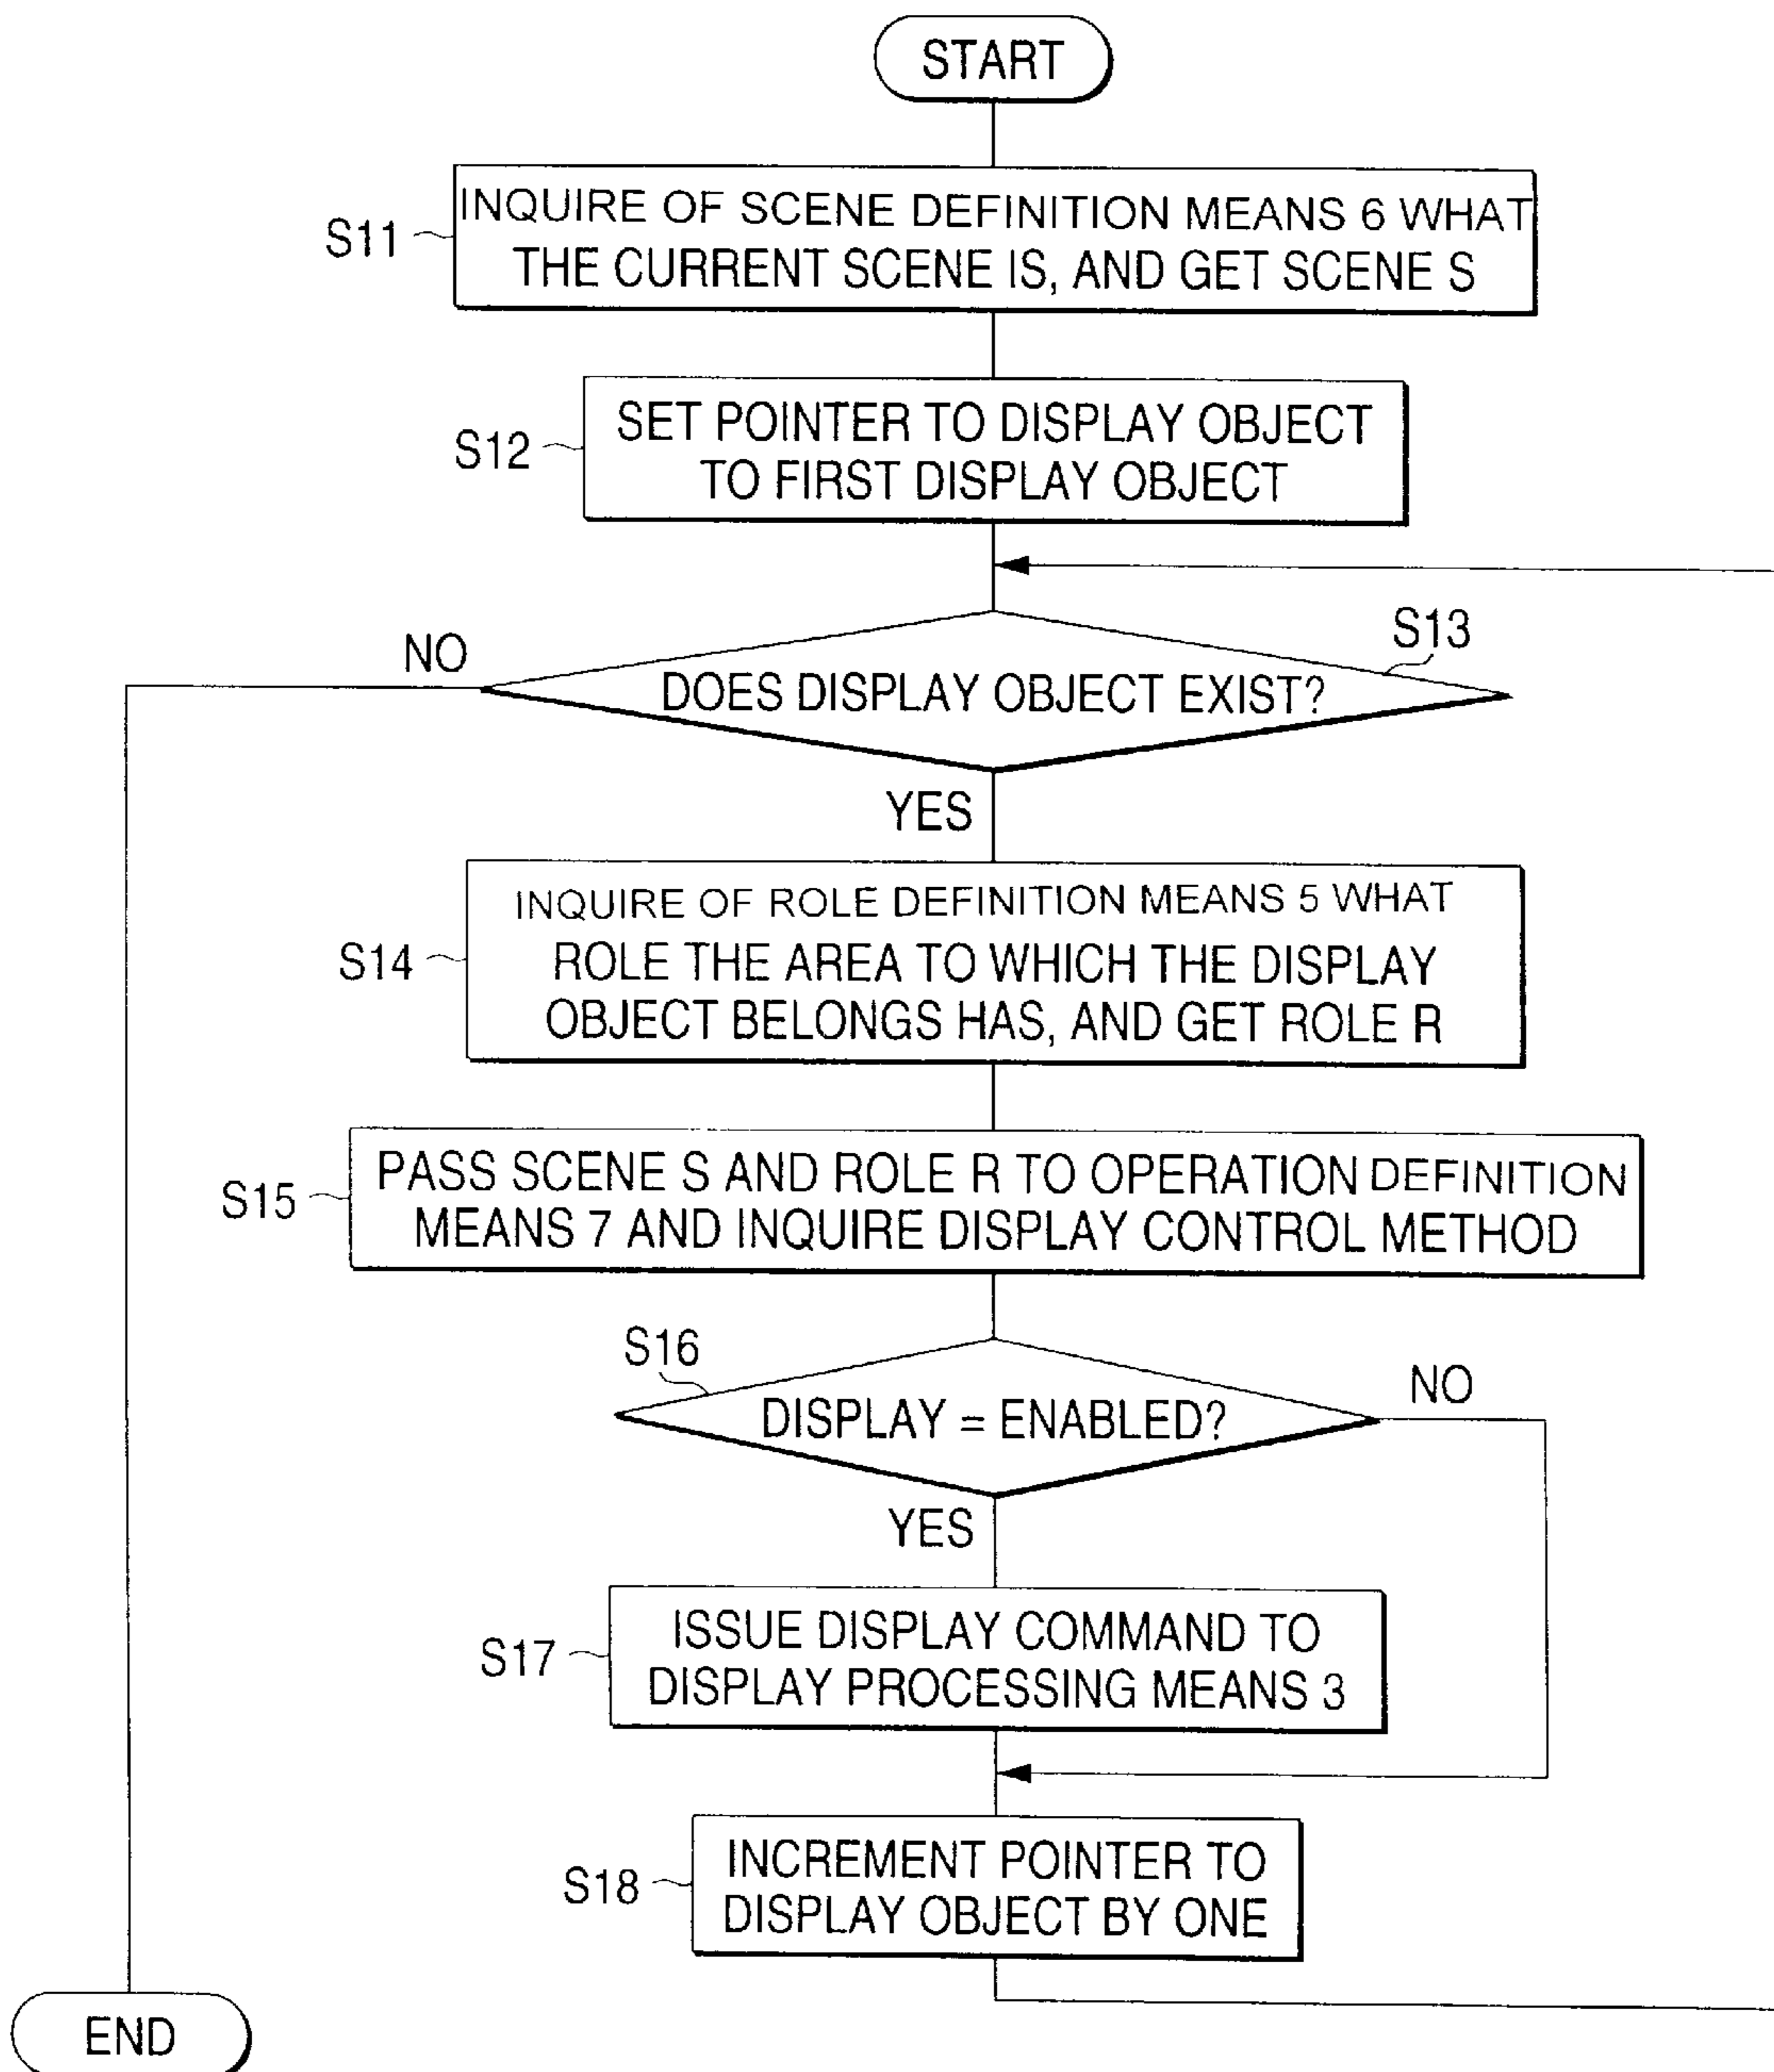 START
S11
INQUIRE OF SCENE DEFINITION MEANS 6 WHAT
THE CURRENT SCENE IS, AND GET SCENE S
S12
SET POINTER TO DISPLAY OBJECT
TO FIRST DISPLAY OBJECT
NO
S13
DOES DISPLAY OBJECT EXIST?
YES
S14
INQUIRE OF ROLE DEFINITION MEANS 5 WHAT
ROLE THE AREA TO WHICH THE DISPLAY
OBJECT BELONGS HAS, AND GET ROLE R
S15
PASS SCENE S AND ROLE R TO OPERATION DEFINITION
MEANS 7 AND INQUIRE DISPLAY CONTROL METHOD
S16
NO
DISPLAY = ENABLED?
YES
S17
ISSUE DISPLAY COMMAND TO
DISPLAY PROCESSING MEANS 3
S18
INCREMENT POINTER TO
DISPLAY OBJECT BY ONE
END